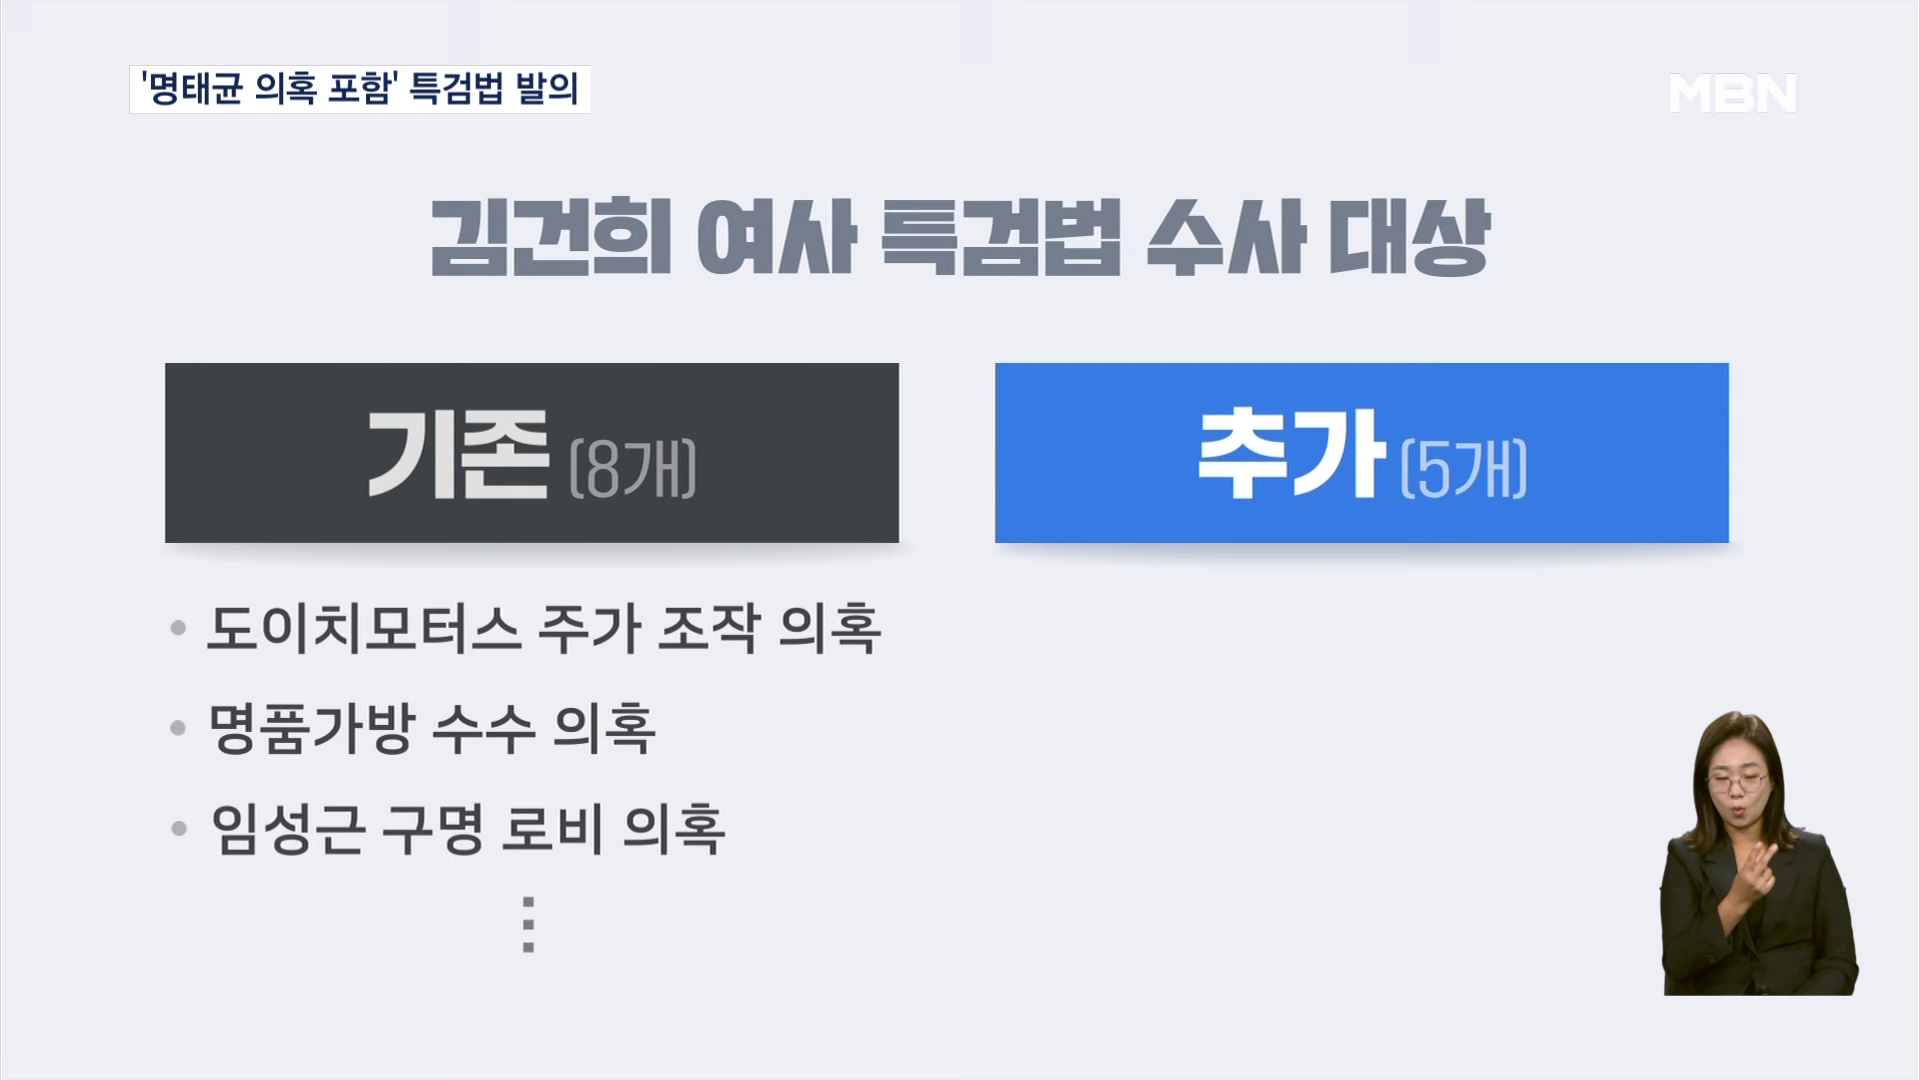 '명태균 의혹 포함' 특검법 발의
MBN
김건희 여사 특검법 수사 대상
기존 (8개)
추가 (5개)
• 도이치모터스 주가 조작 의혹
• 명품가방 수수 의혹
• 임성근 구명 로비 의혹
⋮